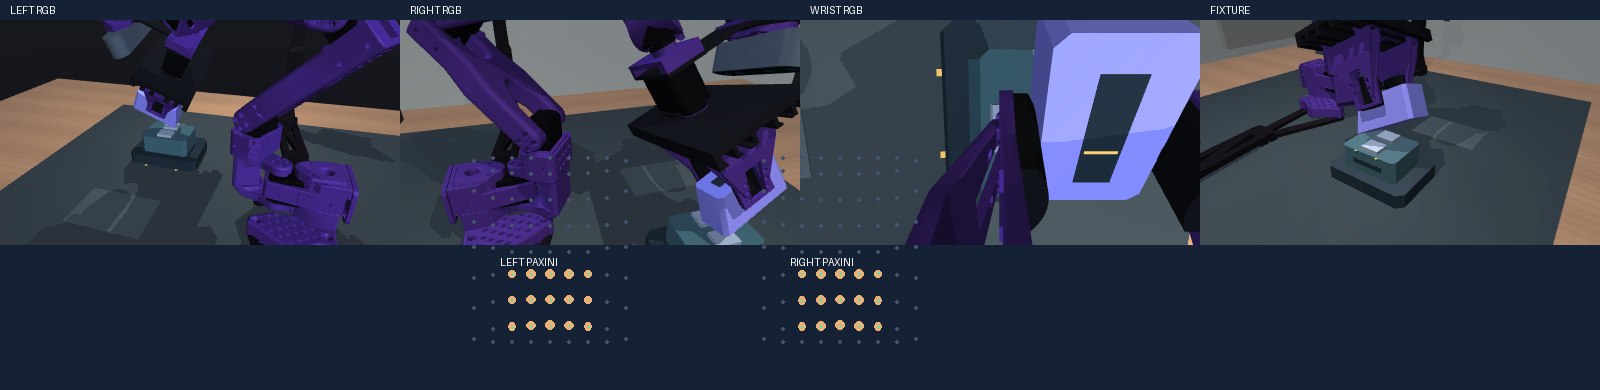 LEFT RGB
RIGHT RGB
WRIST RGB
FIXTURE
LEFT PAXINI
RIGHT PAXINI